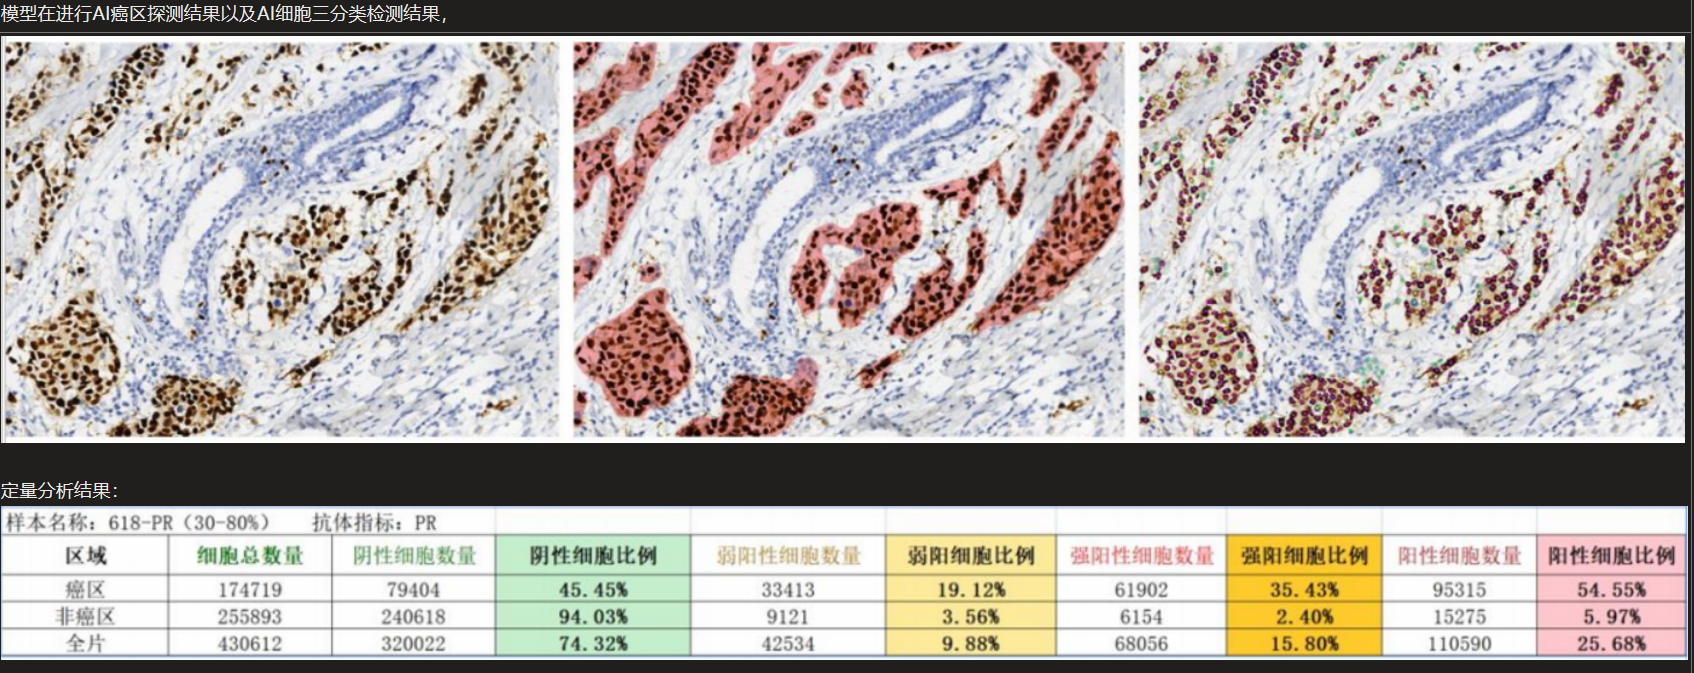 模型在进行AI癌区探测结果以及AI细胞三分类检测结果，
定量分析结果：
样本名称：618-PR（30-80%） 抗体指标：PR
区域 细胞总数量 阴性细胞数量 阴性细胞比例 弱阳性细胞数量 弱阳细胞比例 强阳性细胞数量 强阳细胞比例 阳性细胞数量 阳性细胞比例
癌区 174719 79404 45.45% 33413 19.12% 61902 35.43% 95315 54.55%
非癌区 255893 240618 94.03% 9121 3.56% 6154 2.40% 15275 5.97%
全片 430612 320022 74.32% 42534 9.88% 68056 15.80% 110590 25.68%